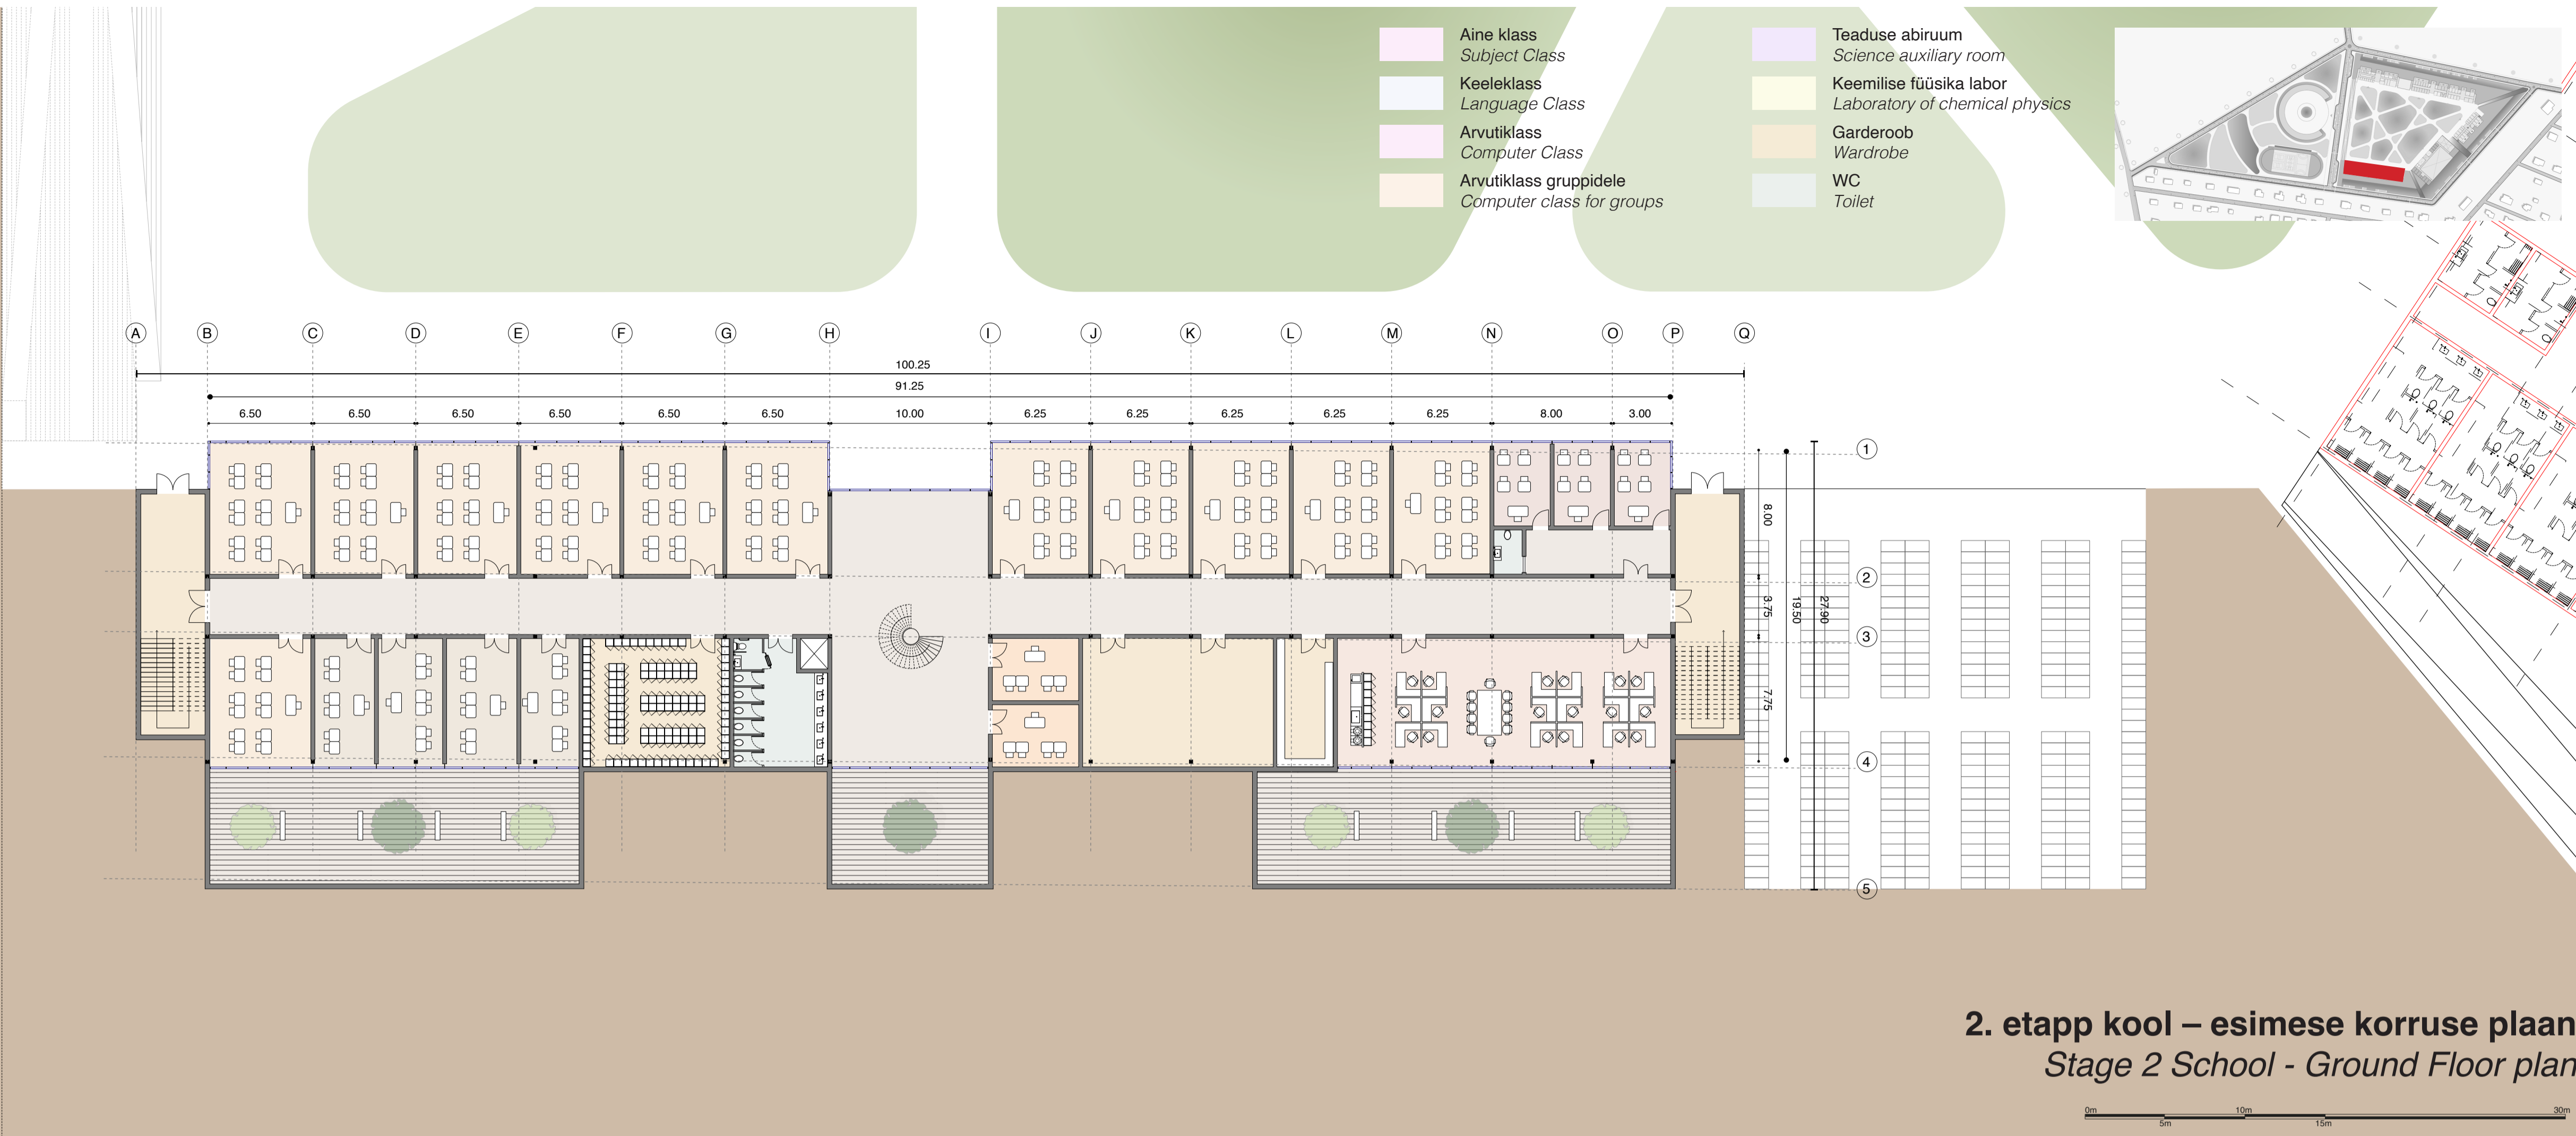 Aine klass
Subject Class
Keeleklass
Language Class
Arvutiklass
Computer Class
Arvutiklass gruppidele
Computer class for groups
Teaduse abiruum
Science auxiliary room
Keemilise füüsika labor
Laboratory of chemical physics
Garderoob
Wardrobe
WC
Toilet
A B C D E F G H I J K L M N O P Q
100.25
91.25
6.50 6.50 6.50 6.50 6.50 6.50 10.00 6.25 6.25 6.25 6.25 6.25 8.00 3.00
1
2
3
4
5
8.00
3.75
7.75
19.50
27.90
2. etapp kool – esimese korruse plaan
Stage 2 School - Ground Floor plan
0m 10m 30m
5m 15m